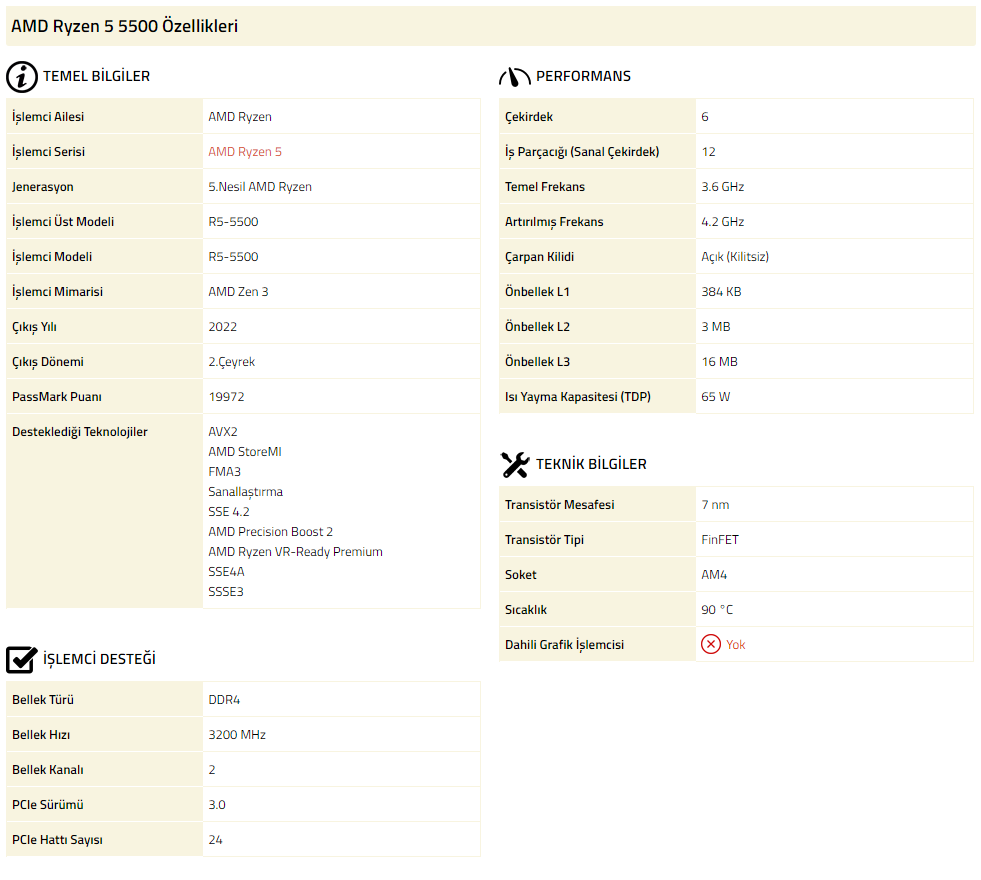 AMD Ryzen 5 5500 Özellikleri
TEMEL BİLGİLER
İşlemci Ailesi AMD Ryzen
İşlemci Serisi AMD Ryzen 5
Jenerasyon 5.Nesil AMD Ryzen
İşlemci Üst Modeli R5-5500
İşlemci Modeli R5-5500
İşlemci Mimarisi AMD Zen 3
Çıkış Yılı 2022
Çıkış Dönemi 2.Çeyrek
PassMark Puanı 19972
Desteklediği Teknolojiler AVX2
AMD StoreMI
FMA3
Sanallaştırma
SSE 4.2
AMD Precision Boost 2
AMD Ryzen VR-Ready Premium
SSE4A
SSSE3
İŞLEMCİ DESTEĞİ
Bellek Türü DDR4
Bellek Hızı 3200 MHz
Bellek Kanalı 2
PCIe Sürümü 3.0
PCIe Hattı Sayısı 24
PERFORMANS
Çekirdek 6
İş Parçacığı (Sanal Çekirdek) 12
Temel Frekans 3.6 GHz
Artırılmış Frekans 4.2 GHz
Çarpan Kilidi Açık (Kilitsiz)
Önbellek L1 384 KB
Önbellek L2 3 MB
Önbellek L3 16 MB
Isı Yayma Kapasitesi (TDP) 65 W
TEKNİK BİLGİLER
Transistör Mesafesi 7 nm
Transistör Tipi FinFET
Soket AM4
Sıcaklık 90 °C
Dahili Grafik İşlemcisi Yok